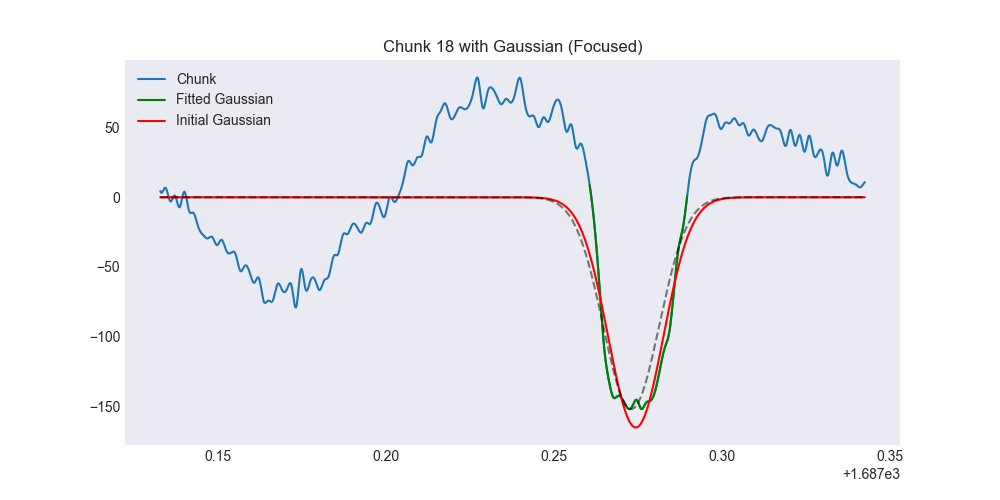 Chunk 18 with Gaussian (Focused)
Chunk
Fitted Gaussian
Initial Gaussian
50
0
−50
−100
−150
0.15 0.20 0.25 0.30 0.35
+1.687e3